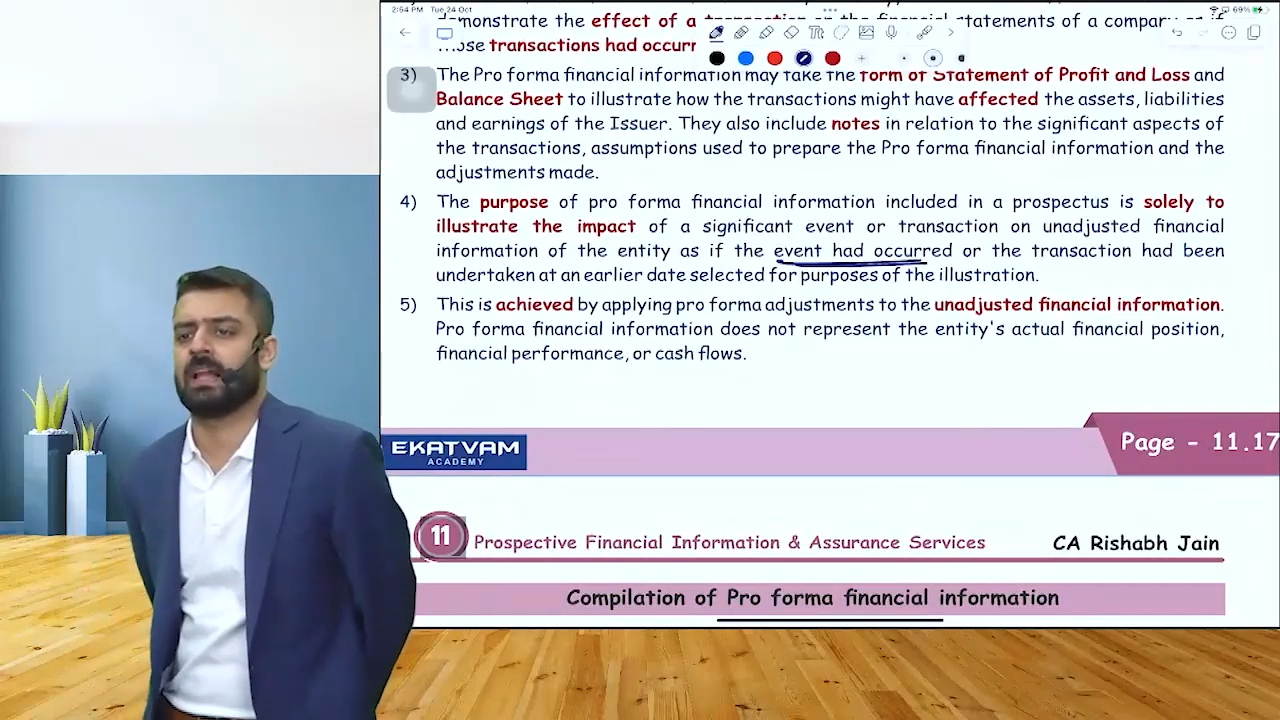 2:54 PM Tue 24 Oct
69%
demonstrate the effect of a transaction on the financial statements of a company as if
those transactions had occurr
3) The Pro forma financial information may take the form of Statement of Profit and Loss and
Balance Sheet to illustrate how the transactions might have affected the assets, liabilities
and earnings of the Issuer. They also include notes in relation to the significant aspects of
the transactions, assumptions used to prepare the Pro forma financial information and the
adjustments made.
4) The purpose of pro forma financial information included in a prospectus is solely to
illustrate the impact of a significant event or transaction on unadjusted financial
information of the entity as if the event had occurred or the transaction had been
undertaken at an earlier date selected for purposes of the illustration.
5) This is achieved by applying pro forma adjustments to the unadjusted financial information.
Pro forma financial information does not represent the entity's actual financial position,
financial performance, or cash flows.
EKATVAM
ACADEMY
Page - 11.17
11 Prospective Financial Information & Assurance Services CA Rishabh Jain
Compilation of Pro forma financial information